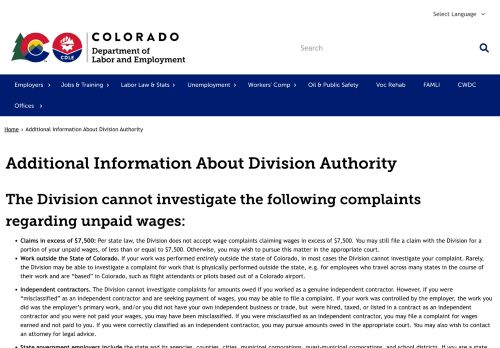 Select Language
COLORADO
Department of
Labor and Employment
CDLE
Search
Employers
Jobs & Training
Labor Law & Stats
Unemployment
Workers' Comp
Oil & Public Safety
Voc Rehab
FAMLI
CWDC
Offices
Home › Additional Information About Division Authority
Additional Information About Division Authority
The Division cannot investigate the following complaints
regarding unpaid wages:
• Claims in excess of $7,500: Per state law, the Division does not accept wage complaints claiming wages in excess of $7,500. You may still file a claim with the Division for a
portion of your unpaid wages, of less than or equal to $7,500. Otherwise, you may wish to pursue this matter in the appropriate court.
• Work outside the State of Colorado. If your work was performed entirely outside the state of Colorado, in most cases the Division cannot investigate your complaint. Rarely,
the Division may be able to investigate a complaint for work that is physically performed outside the state, e.g. for employees who travel across many states in the course of
their work and are "based" in Colorado, such as flight attendants or pilots based out of a Colorado airport.
• Independent contractors. The Division cannot investigate complaints for amounts owed if you worked as a genuine independent contractor. However, if you were
"misclassified" as an independent contractor and are seeking payment of wages, you may be able to file a complaint. If your work was controlled by the employer, the work you
did was the employer's primary work, and/or you did not have your own independent business or trade, but were hired, taxed, or listed in a contract as an independent
contractor and you were not paid your wages, you may have been misclassified. If you were misclassified as an independent contractor, you may file a complaint for wages
earned and not paid to you. If you were correctly classified as an independent contractor, you may pursue amounts owed in the appropriate court. You may also wish to contact
an attorney for legal advice.
• State government employers include the state and its agencies, counties, cities, municipal corporations, quasi-municipal corporations, and school districts. If you are a state